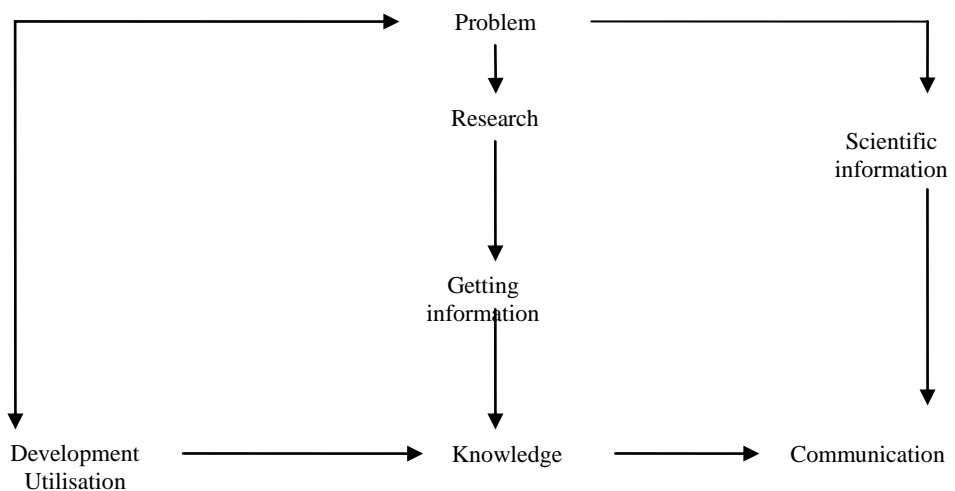 Problem
Research
Scientific
information
Getting
information
Development
Utilisation
Knowledge
Communication